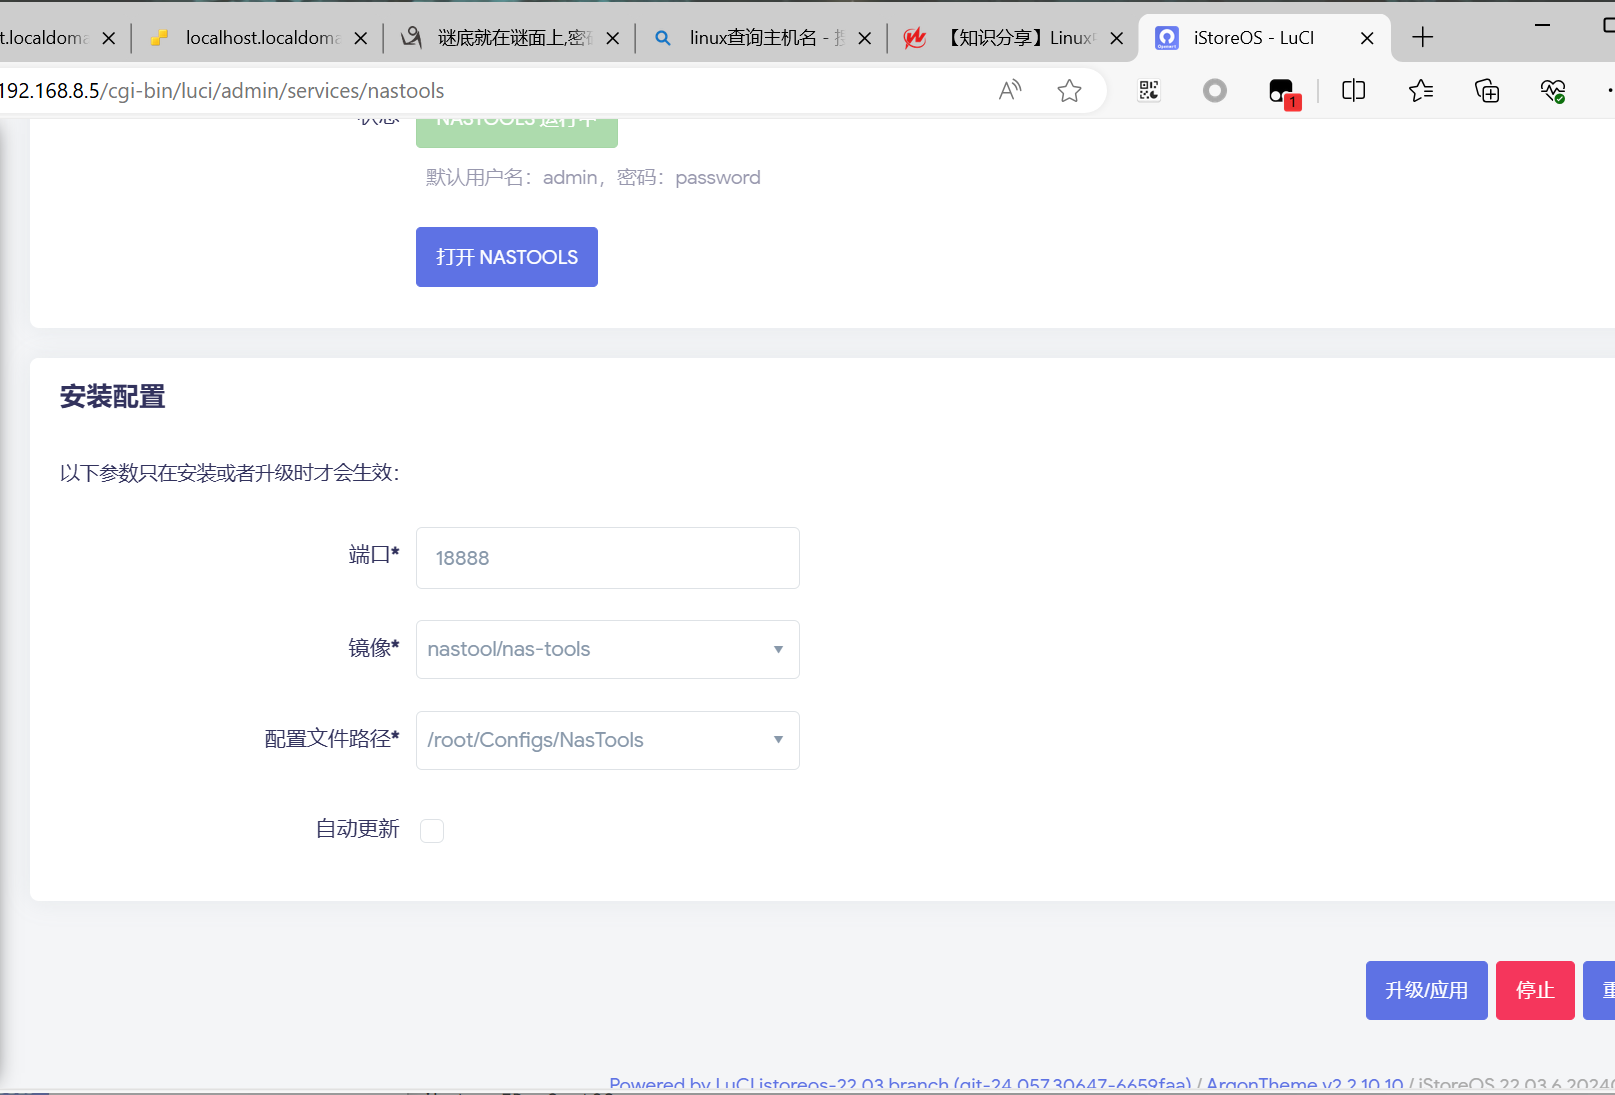 t.localdoma
localhost.localdoma
谜底就在谜面上,密
linux查询主机名 - 搜
【知识分享】Linux
iStoreOS - LuCI
192.168.8.5/cgi-bin/luci/admin/services/nastools
1
状态
NASTOOLS 运行中
默认用户名：admin，密码：password
打开 NASTOOLS
安装配置
以下参数只在安装或者升级时才会生效：
端口*
18888
镜像*
nastool/nas-tools
配置文件路径*
/root/Configs/NasTools
自动更新
升级/应用
停止
重
Powered by LuCI istoreos-22.03 branch (git-24.057.30647-6659faa) / ArgonTheme v2.2.10.10 / iStoreOS 22.03.6 20240